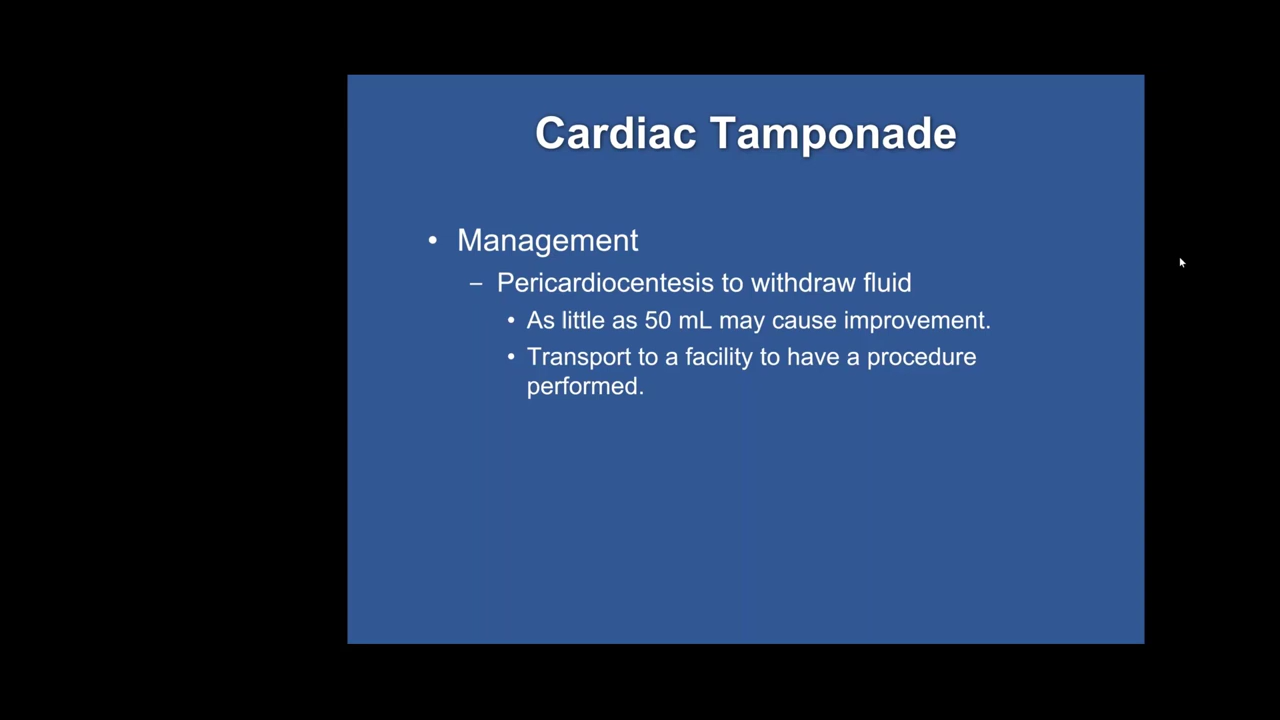 Cardiac Tamponade
• Management
– Pericardiocentesis to withdraw fluid
• As little as 50 mL may cause improvement.
• Transport to a facility to have a procedure
performed.